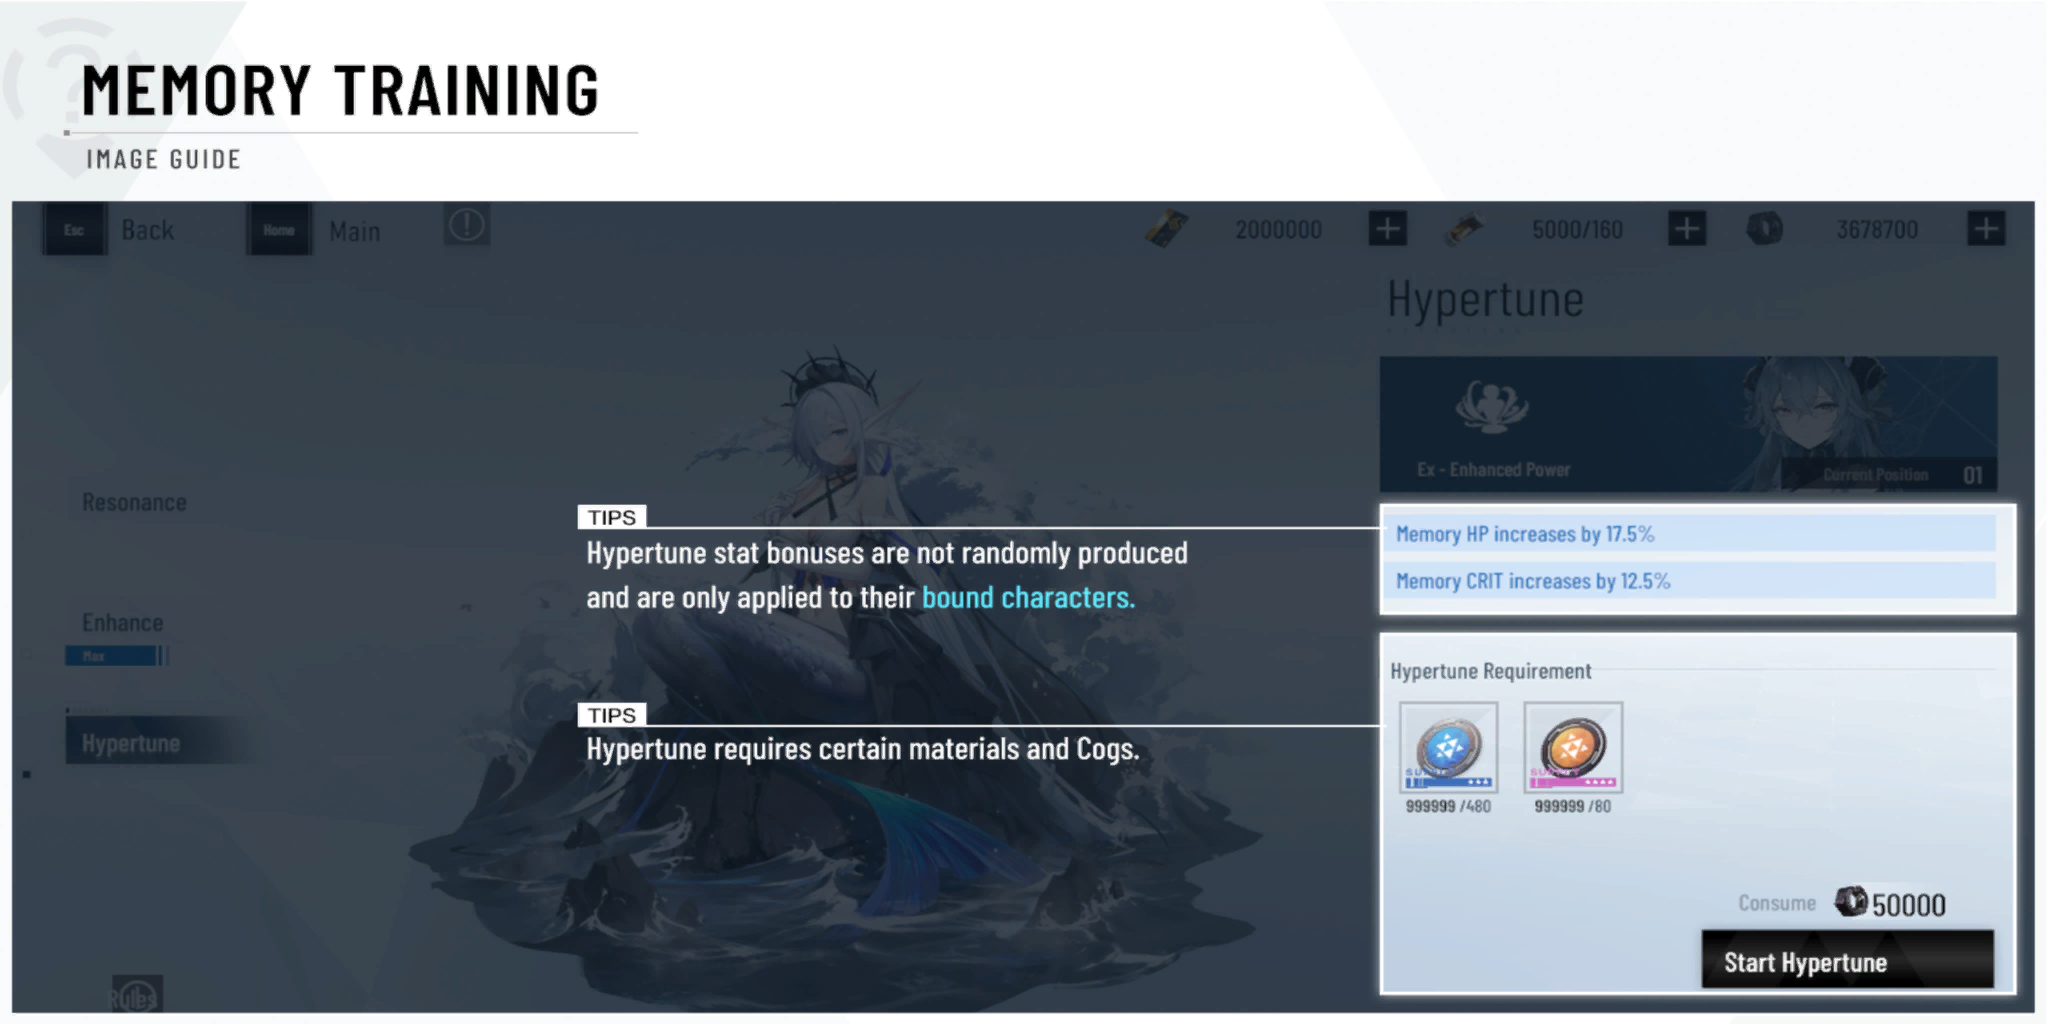 MEMORY TRAINING
IMAGE GUIDE
Esc Back Home Main 2000000 5000/160 3678700
Hypertune
Ex - Enhanced Power
Current Position 01
Resonance
TIPS
Hypertune stat bonuses are not randomly produced
and are only applied to their bound characters.
Memory HP increases by 17.5%
Memory CRIT increases by 12.5%
Enhance
Max
Hypertune
TIPS
Hypertune requires certain materials and Cogs.
Hypertune Requirement
999999 /480 999999 /80
Consume 50000
Start Hypertune
Rules